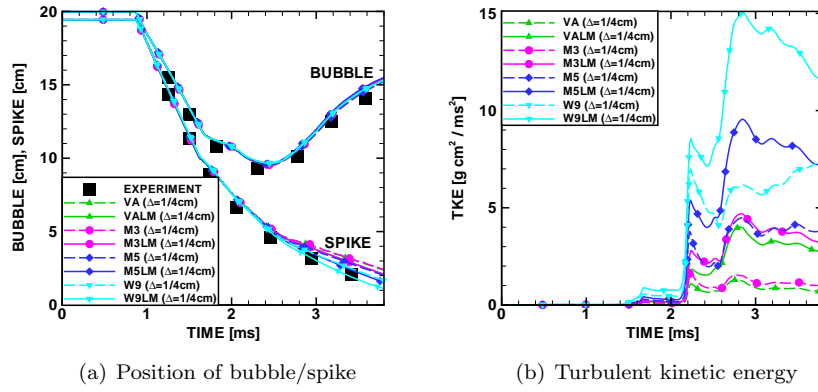 BUBBLE [cm], SPIKE [cm]
20
15
10
5
0
BUBBLE
SPIKE
EXPERIMENT
VA (Δ=1/4cm)
VALM (Δ=1/4cm)
M3 (Δ=1/4cm)
M3LM (Δ=1/4cm)
M5 (Δ=1/4cm)
M5LM (Δ=1/4cm)
W9 (Δ=1/4cm)
W9LM (Δ=1/4cm)
0 1 2 3
TIME [ms]
(a) Position of bubble/spike
TKE [g cm² / ms²]
15
10
5
0
VA (Δ=1/4cm)
VALM (Δ=1/4cm)
M3 (Δ=1/4cm)
M3LM (Δ=1/4cm)
M5 (Δ=1/4cm)
M5LM (Δ=1/4cm)
W9 (Δ=1/4cm)
W9LM (Δ=1/4cm)
0 1 2 3
TIME [ms]
(b) Turbulent kinetic energy